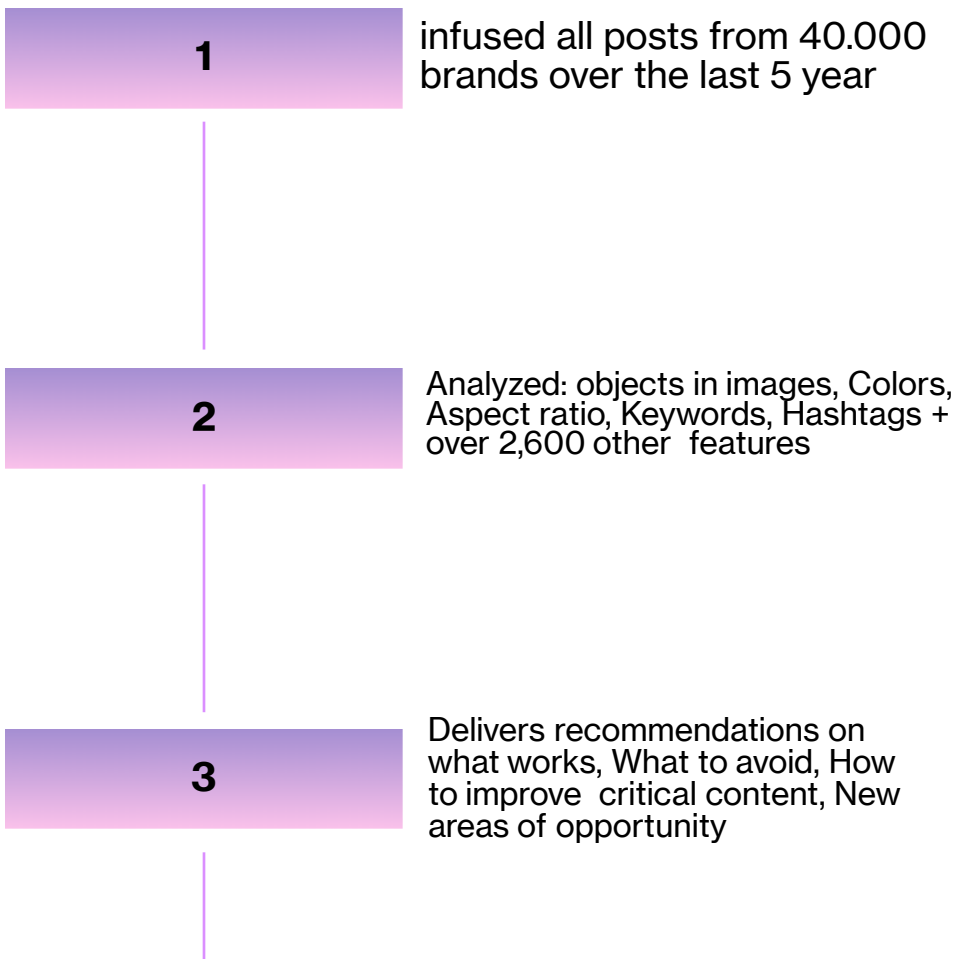 1
infused all posts from 40.000
brands over the last 5 year
2
Analyzed: objects in images, Colors,
Aspect ratio, Keywords, Hashtags +
over 2,600 other  features
3
Delivers recommendations on
what works, What to avoid, How
to improve  critical content, New
areas of opportunity